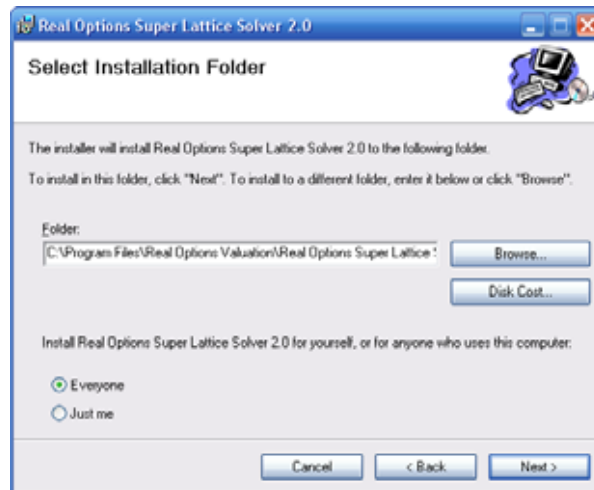 Real Options Super Lattice Solver 2.0
Select Installation Folder
The installer will install Real Options Super Lattice Solver 2.0 to the following folder.
To install in this folder, click "Next". To install to a different folder, enter it below or click "Browse".
Folder:
C:\Program Files\Real Options Valuation\Real Options Super Lattice
Browse...
Disk Cost...
Install Real Options Super Lattice Solver 2.0 for yourself, or for anyone who uses this computer:
Everyone
Just me
Cancel
< Back
Next >